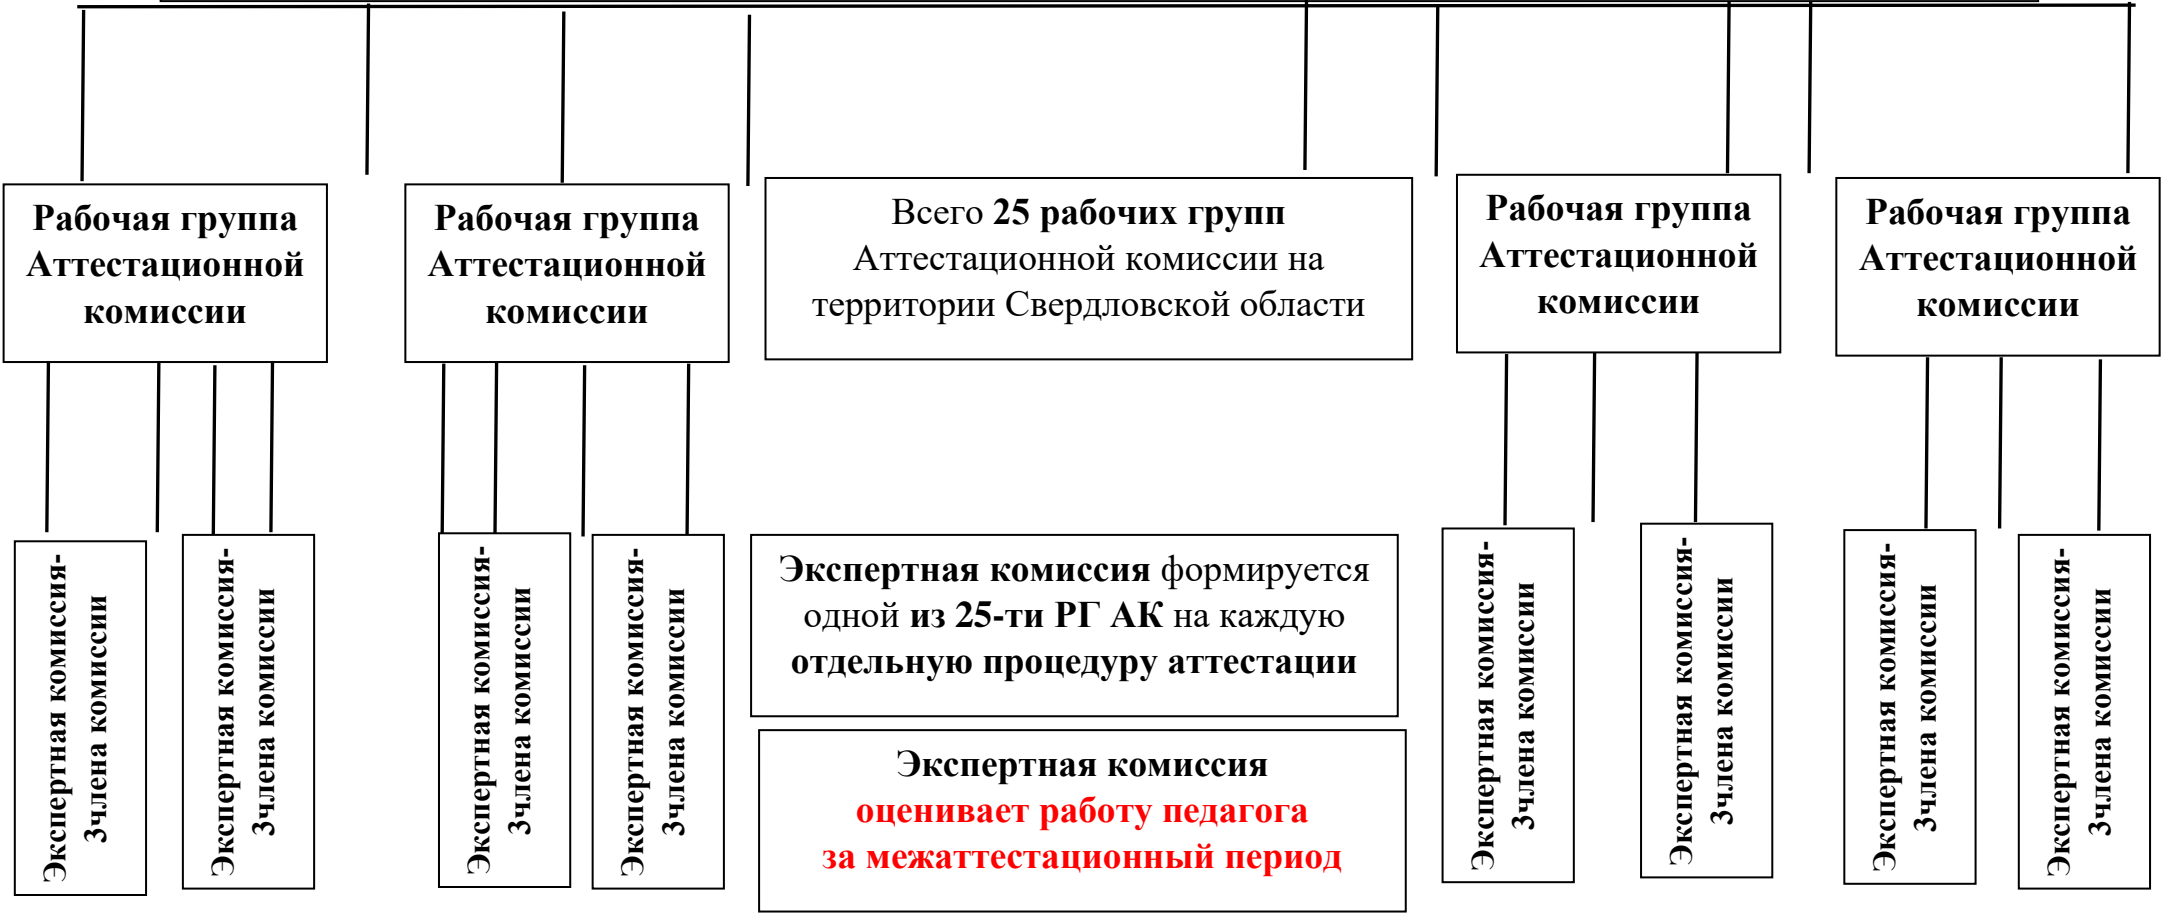 Рабочая группа
Аттестационной
комиссии
Рабочая группа
Аттестационной
комиссии
Всего 25 рабочих групп
Аттестационной комиссии на
территории Свердловской области
Рабочая группа
Аттестационной
комиссии
Рабочая группа
Аттестационной
комиссии
Экспертная комиссия-
3члена комиссии
Экспертная комиссия-
3члена комиссии
Экспертная комиссия-
3члена комиссии
Экспертная комиссия-
3члена комиссии
Экспертная комиссия формируется
одной из 25-ти РГ АК на каждую
отдельную процедуру аттестации
Экспертная комиссия
оценивает работу педагога
за межаттестационный период
Экспертная комиссия-
3члена комиссии
Экспертная комиссия-
3члена комиссии
Экспертная комиссия-
3члена комиссии
Экспертная комиссия-
3члена комиссии